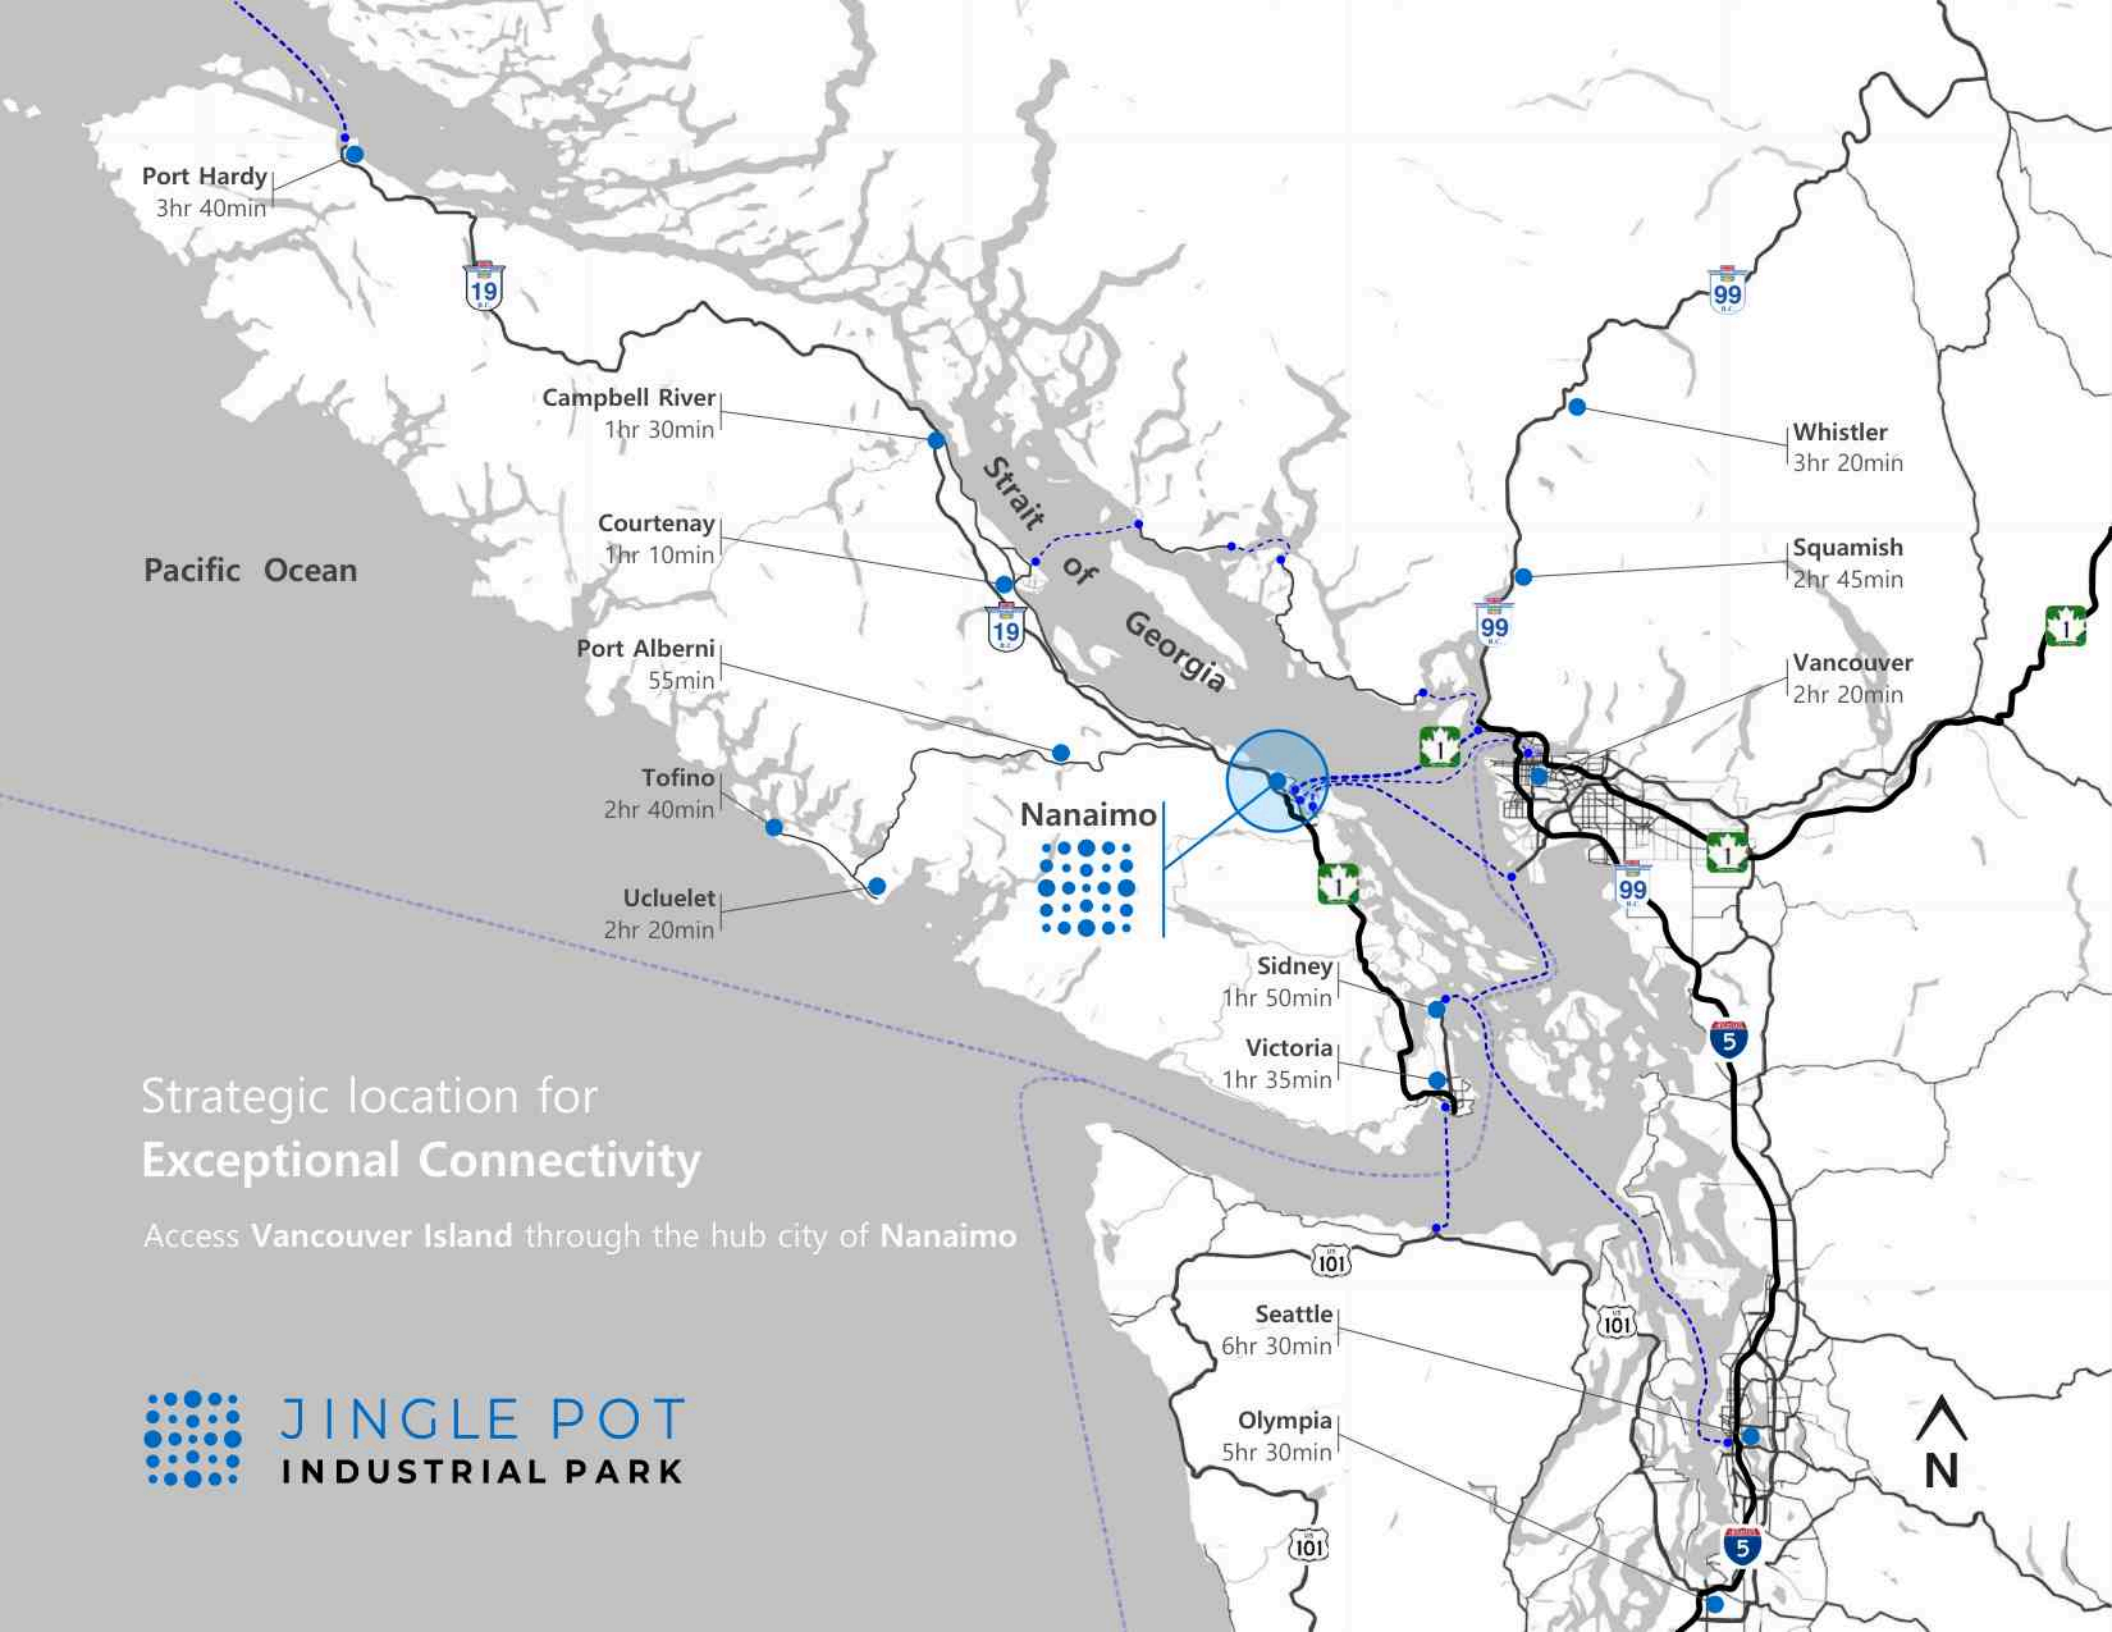 Port Hardy
3hr 40min
19
B.C.
99
B.C.
Campbell River
1hr 30min
Whistler
3hr 20min
Strait
of
Georgia
Courtenay
1hr 10min
Pacific Ocean
19
B.C.
Squamish
2hr 45min
99
B.C.
1
Port Alberni
55min
Vancouver
2hr 20min
1
Tofino
2hr 40min
Nanaimo
1
1
99
B.C.
Ucluelet
2hr 20min
Sidney
1hr 50min
5
Victoria
1hr 35min
Strategic location for
Exceptional Connectivity
Access Vancouver Island through the hub city of Nanaimo
US
101
US
101
Seattle
6hr 30min
Olympia
5hr 30min
JINGLE POT
INDUSTRIAL PARK
N
US
101
5